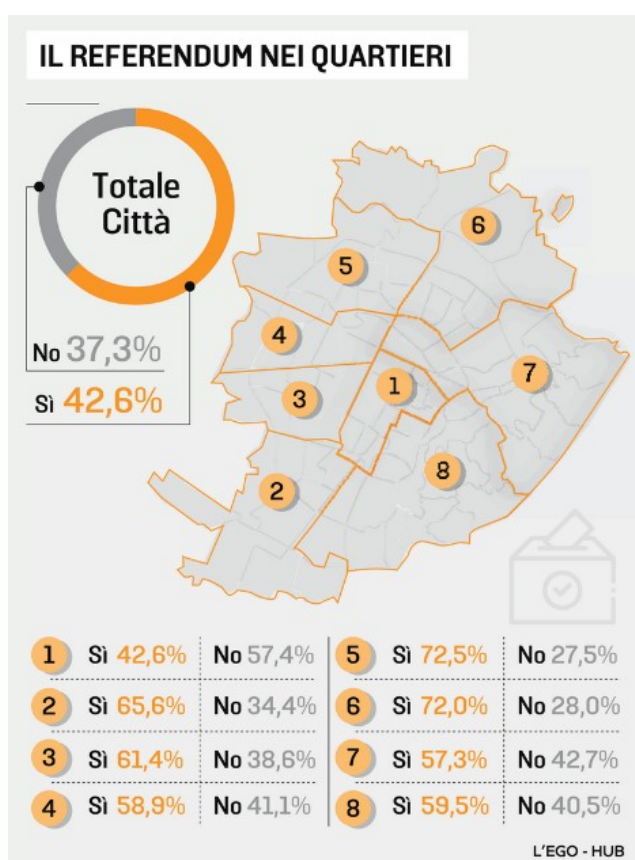 IL REFERENDUM NEI QUARTIERI
Totale
Città
No 37,3%
Sì 42,6%
6
5
4
7
1
3
8
2
1 Sì 42,6% No 57,4%
2 Sì 65,6% No 34,4%
3 Sì 61,4% No 38,6%
4 Sì 58,9% No 41,1%
5 Sì 72,5% No 27,5%
6 Sì 72,0% No 28,0%
7 Sì 57,3% No 42,7%
8 Sì 59,5% No 40,5%
L'EGO - HUB